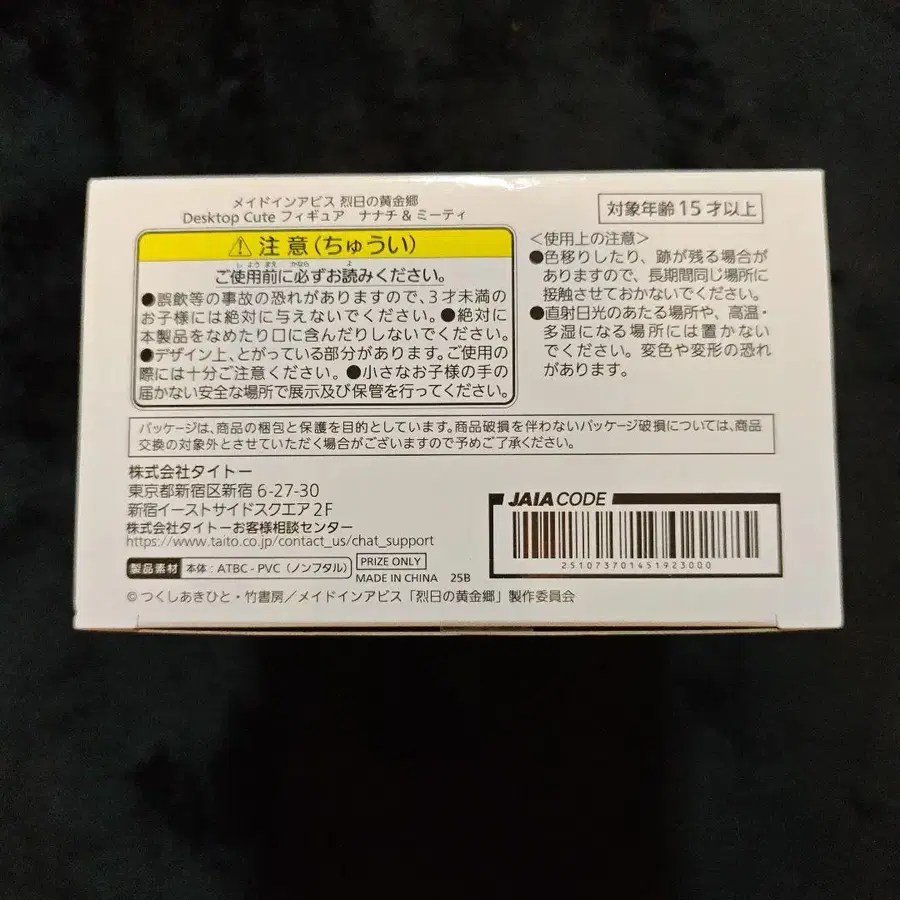 メイドインアビス 烈日の黄金郷
Desktop Cute フィギュア ナナチ & ミーティ
対象年齢 15 才以上
⚠注意(ちゅうい)
しようまえ かなら よ
ご使用前に必ずお読みください。
●誤飲等の事故の恐れがありますので、3才未満の
お子様には絶対に与えないでください。●絶対に
本製品をなめたり口に含んだりしないでください。
●デザイン上、とがっている部分があります。ご使用の
際には十分ご注意ください。●小さなお子様の手の
届かない安全な場所で展示及び保管を行ってください。
＜使用上の注意＞
●色移りしたり、跡が残る場合が
ありますので、長期間同じ場所に
接触させておかないでください。
●直射日光のあたる場所や、高温・
多湿になる場所には置かない
でください。変色や変形の恐れ
があります。
パッケージは、商品の梱包と保護を目的としています。商品破損を伴わないパッケージ破損については、商品
交換の対象外とさせていただく場合がございますので予めご了承ください。
株式会社タイトー
東京都新宿区新宿 6-27-30
新宿イーストサイドスクエア 2F
株式会社タイトーお客様相談センター
https://www.taito.co.jp/contact_us/chat_support
製品素材 本体:ATBC-PVC(ノンフタル)
PRIZE ONLY
MADE IN CHINA 25B
JAIA CODE
251073701451923000
©つくしあきひと・竹書房／メイドインアビス「烈日の黄金郷」製作委員会